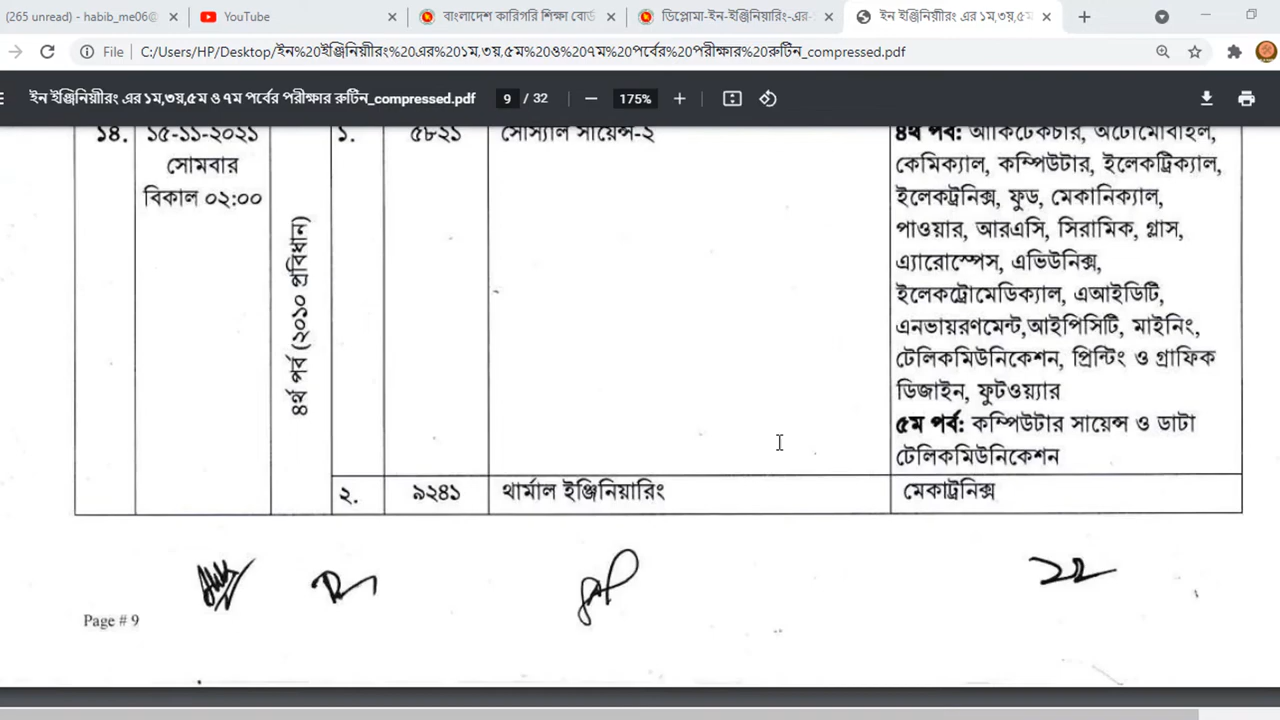 (265 unread) - habib_me06@
YouTube
বাংলাদেশ কারিগরি শিক্ষা বোর্ড
ডিপ্লোমা-ইন-ইঞ্জিনিয়ারিং-এর-
ইন ইঞ্জিনিয়ীরিং এর ১ম,৩য়,৫ম
File C:/Users/HP/Desktop/ইন%20ইঞ্জিনিয়ীরিং%20এর%20১ম,৩য়,৫ম%20ও%20৭ম%20পর্বের%20পরীক্ষার%20রুটিন_compressed.pdf
ইন ইঞ্জিনিয়ীরিং এর ১ম,৩য়,৫ম ও ৭ম পর্বের পরীক্ষার রুটিন_compressed.pdf
9 / 32
175%
১৪.
১৫-১১-২০২১
সোমবার
বিকাল ০২:০০
৪র্থ পর্ব (২০১০ প্রবিধান)
১.
৫৮২১
সোস্যাল সায়েন্স-২
৪র্থ পর্ব: আর্কিটেকচার, অটোমোবাইল,
কেমিক্যাল, কম্পিউটার, ইলেকট্রিক্যাল,
ইলেকট্রনিক্স, ফুড, মেকানিক্যাল,
পাওয়ার, আরএসি, সিরামিক, গ্লাস,
এ্যারোস্পেস, এভিউনিক্স,
ইলেকট্রোমেডিক্যাল, এআইডিটি,
এনভায়রণমেন্ট,আইপিসিটি, মাইনিং,
টেলিকমিউনিকেশন, প্রিন্টিং ও গ্রাফিক
ডিজাইন, ফুটওয়্যার
৫ম পর্ব: কম্পিউটার সায়েন্স ও ডাটা
টেলিকমিউনিকেশন
২.
৯২৪১
থার্মাল ইঞ্জিনিয়ারিং
মেকাট্রনিক্স
Page # 9